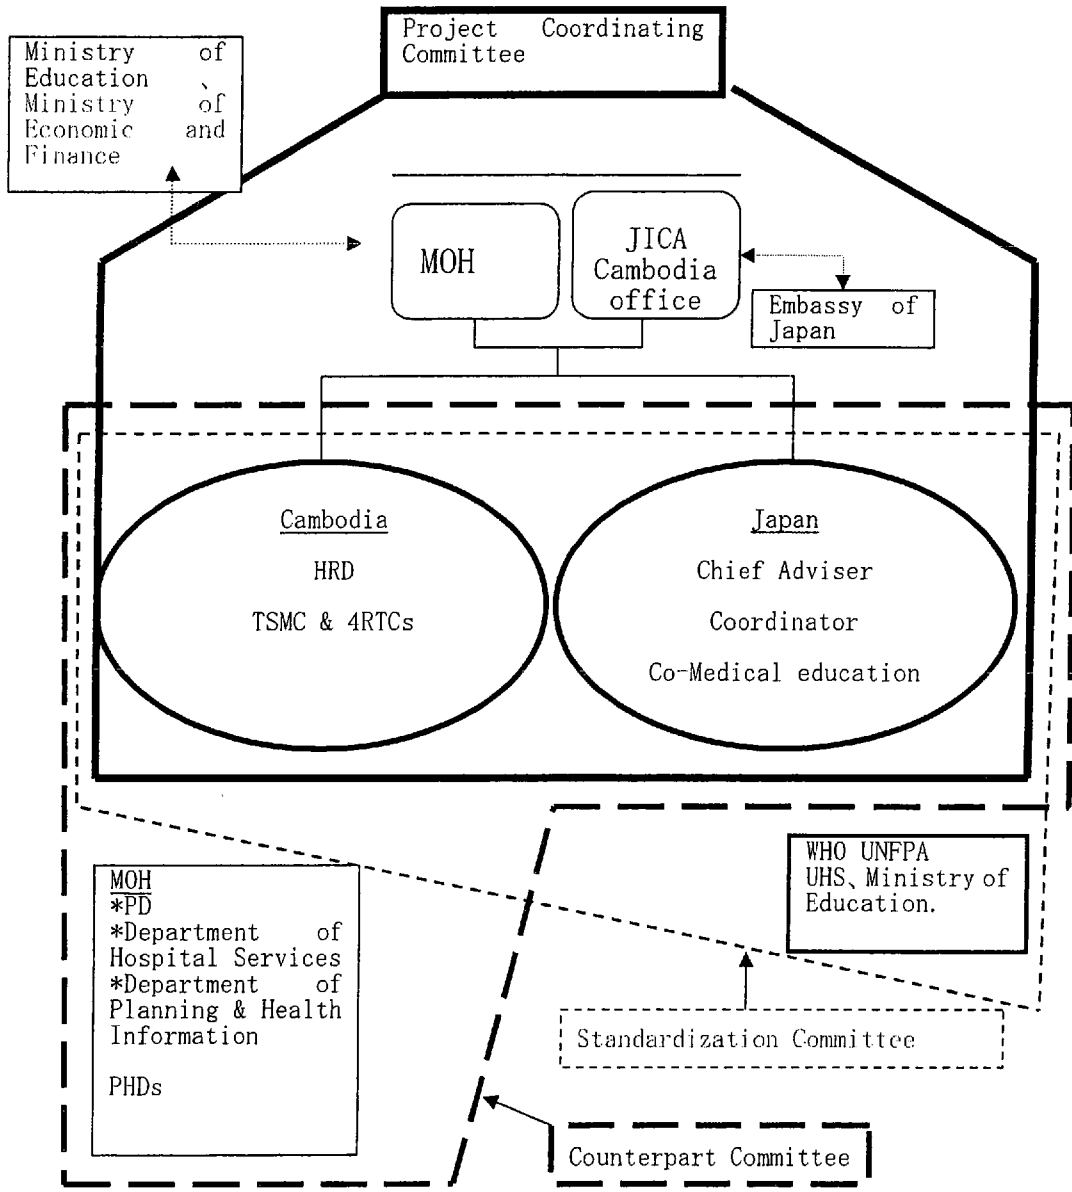 Project Coordinating
Committee
Ministry of
Education 、
Ministry of
Economic and
Finance
MOH
JICA
Cambodia
office
Embassy of
Japan
Cambodia
HRD
TSMC & 4RTCs
Japan
Chief Adviser
Coordinator
Co-Medical education
MOH
*PD
*Department of
Hospital Services
*Department of
Planning & Health
Information
PHDs
WHO UNFPA
UHS、Ministry of
Education.
Standardization Committee
Counterpart Committee